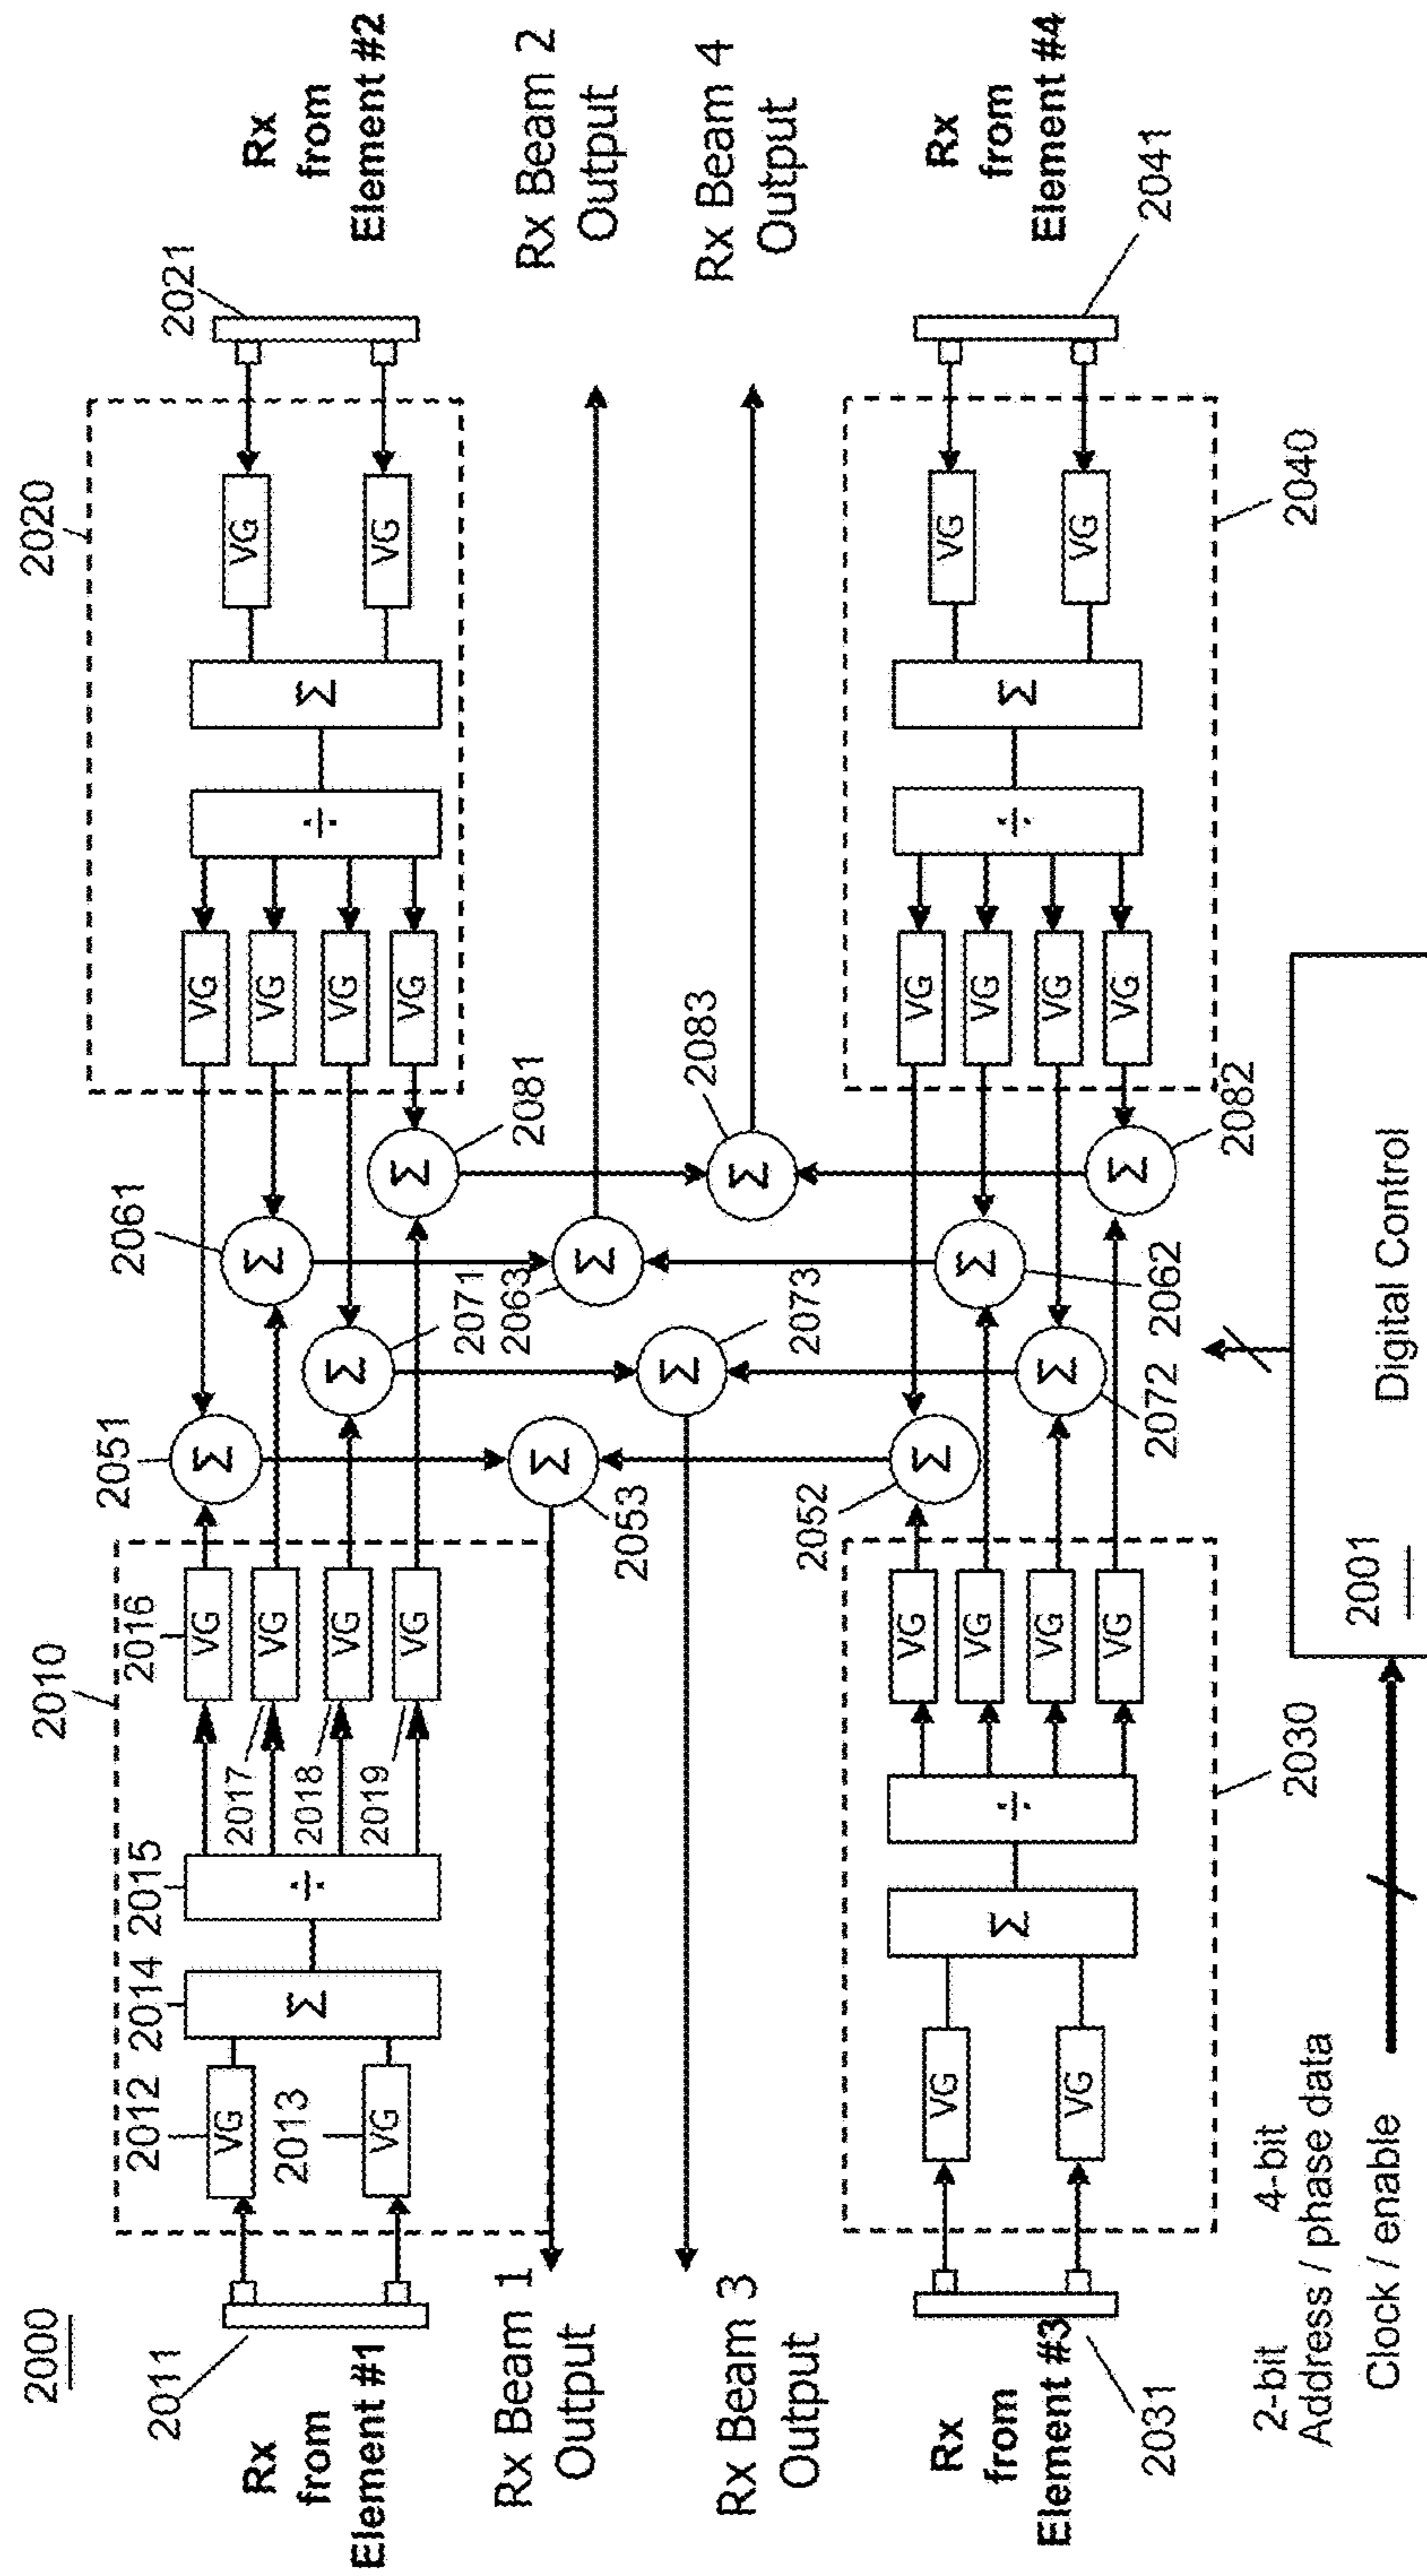 2000
2011
Rx
from
Element #1
2010
2012
VG
2013
VG
2014
Σ
2015
÷
2016
VG
2017
VG
2018
VG
2019
VG
2020
VG
VG
VG
VG
÷
Σ
VG
VG
2021
Rx
from
Element #2
2051
Σ
2061
Σ
2071
Σ
2081
Σ
Rx Beam 1
Output
2053
Σ
2063
Σ
Rx Beam 2
Output
Rx Beam 3
Output
2073
Σ
2083
Σ
Rx Beam 4
Output
2052
Σ
2072
Σ
2062
Σ
2082
Σ
Rx
from
Element #3
2031
VG
VG
Σ
÷
VG
VG
VG
VG
2030
VG
VG
VG
VG
÷
Σ
VG
VG
2040
2041
Rx
from
Element #4
2-bit 4-bit
Address / phase data
Clock / enable
2001
Digital Control